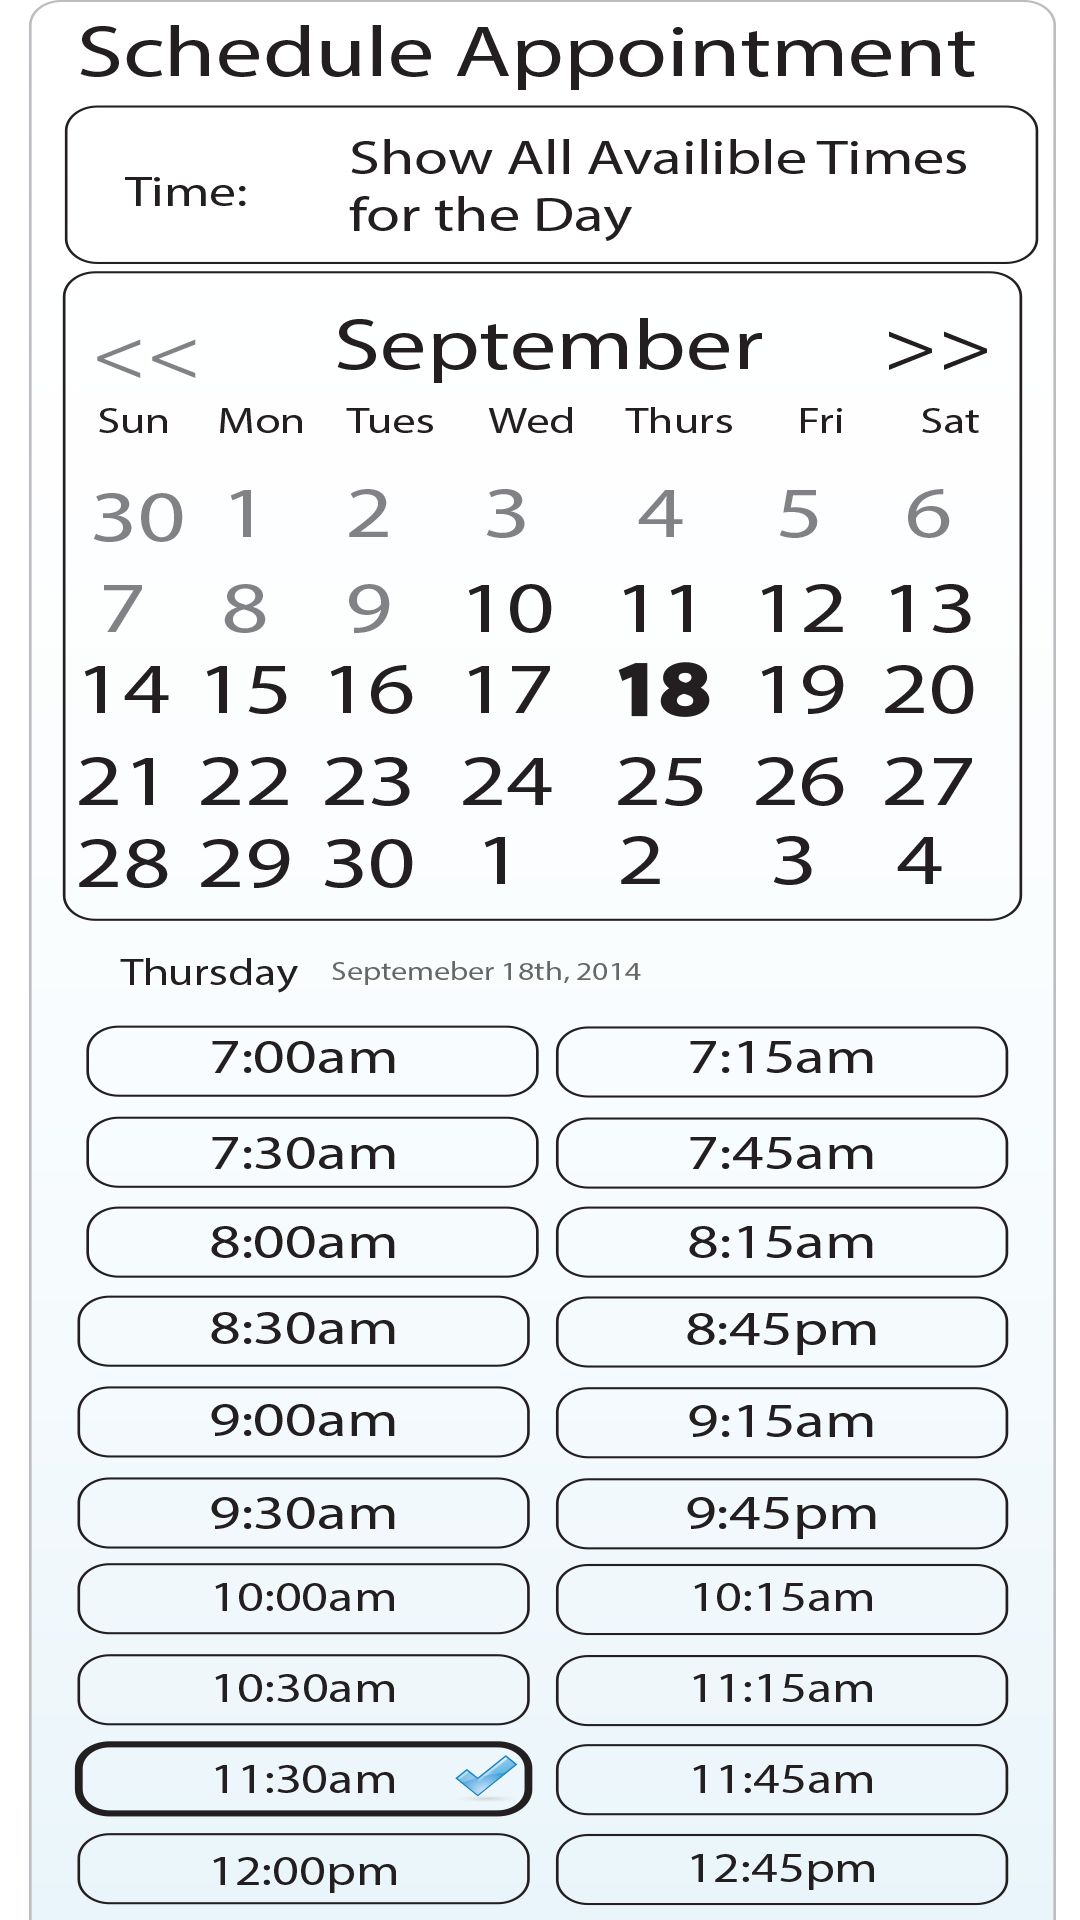 Schedule Appointment
Time:
Show All Availible Times
for the Day
<< September >>
Sun Mon Tues Wed Thurs Fri Sat
30 1 2 3 4 5 6
7 8 9 10 11 12 13
14 15 16 17 18 19 20
21 22 23 24 25 26 27
28 29 30 1 2 3 4
Thursday Septemeber 18th, 2014
7:00am 7:15am
7:30am 7:45am
8:00am 8:15am
8:30am 8:45pm
9:00am 9:15am
9:30am 9:45pm
10:00am 10:15am
10:30am 11:15am
11:30am 11:45am
12:00pm 12:45pm